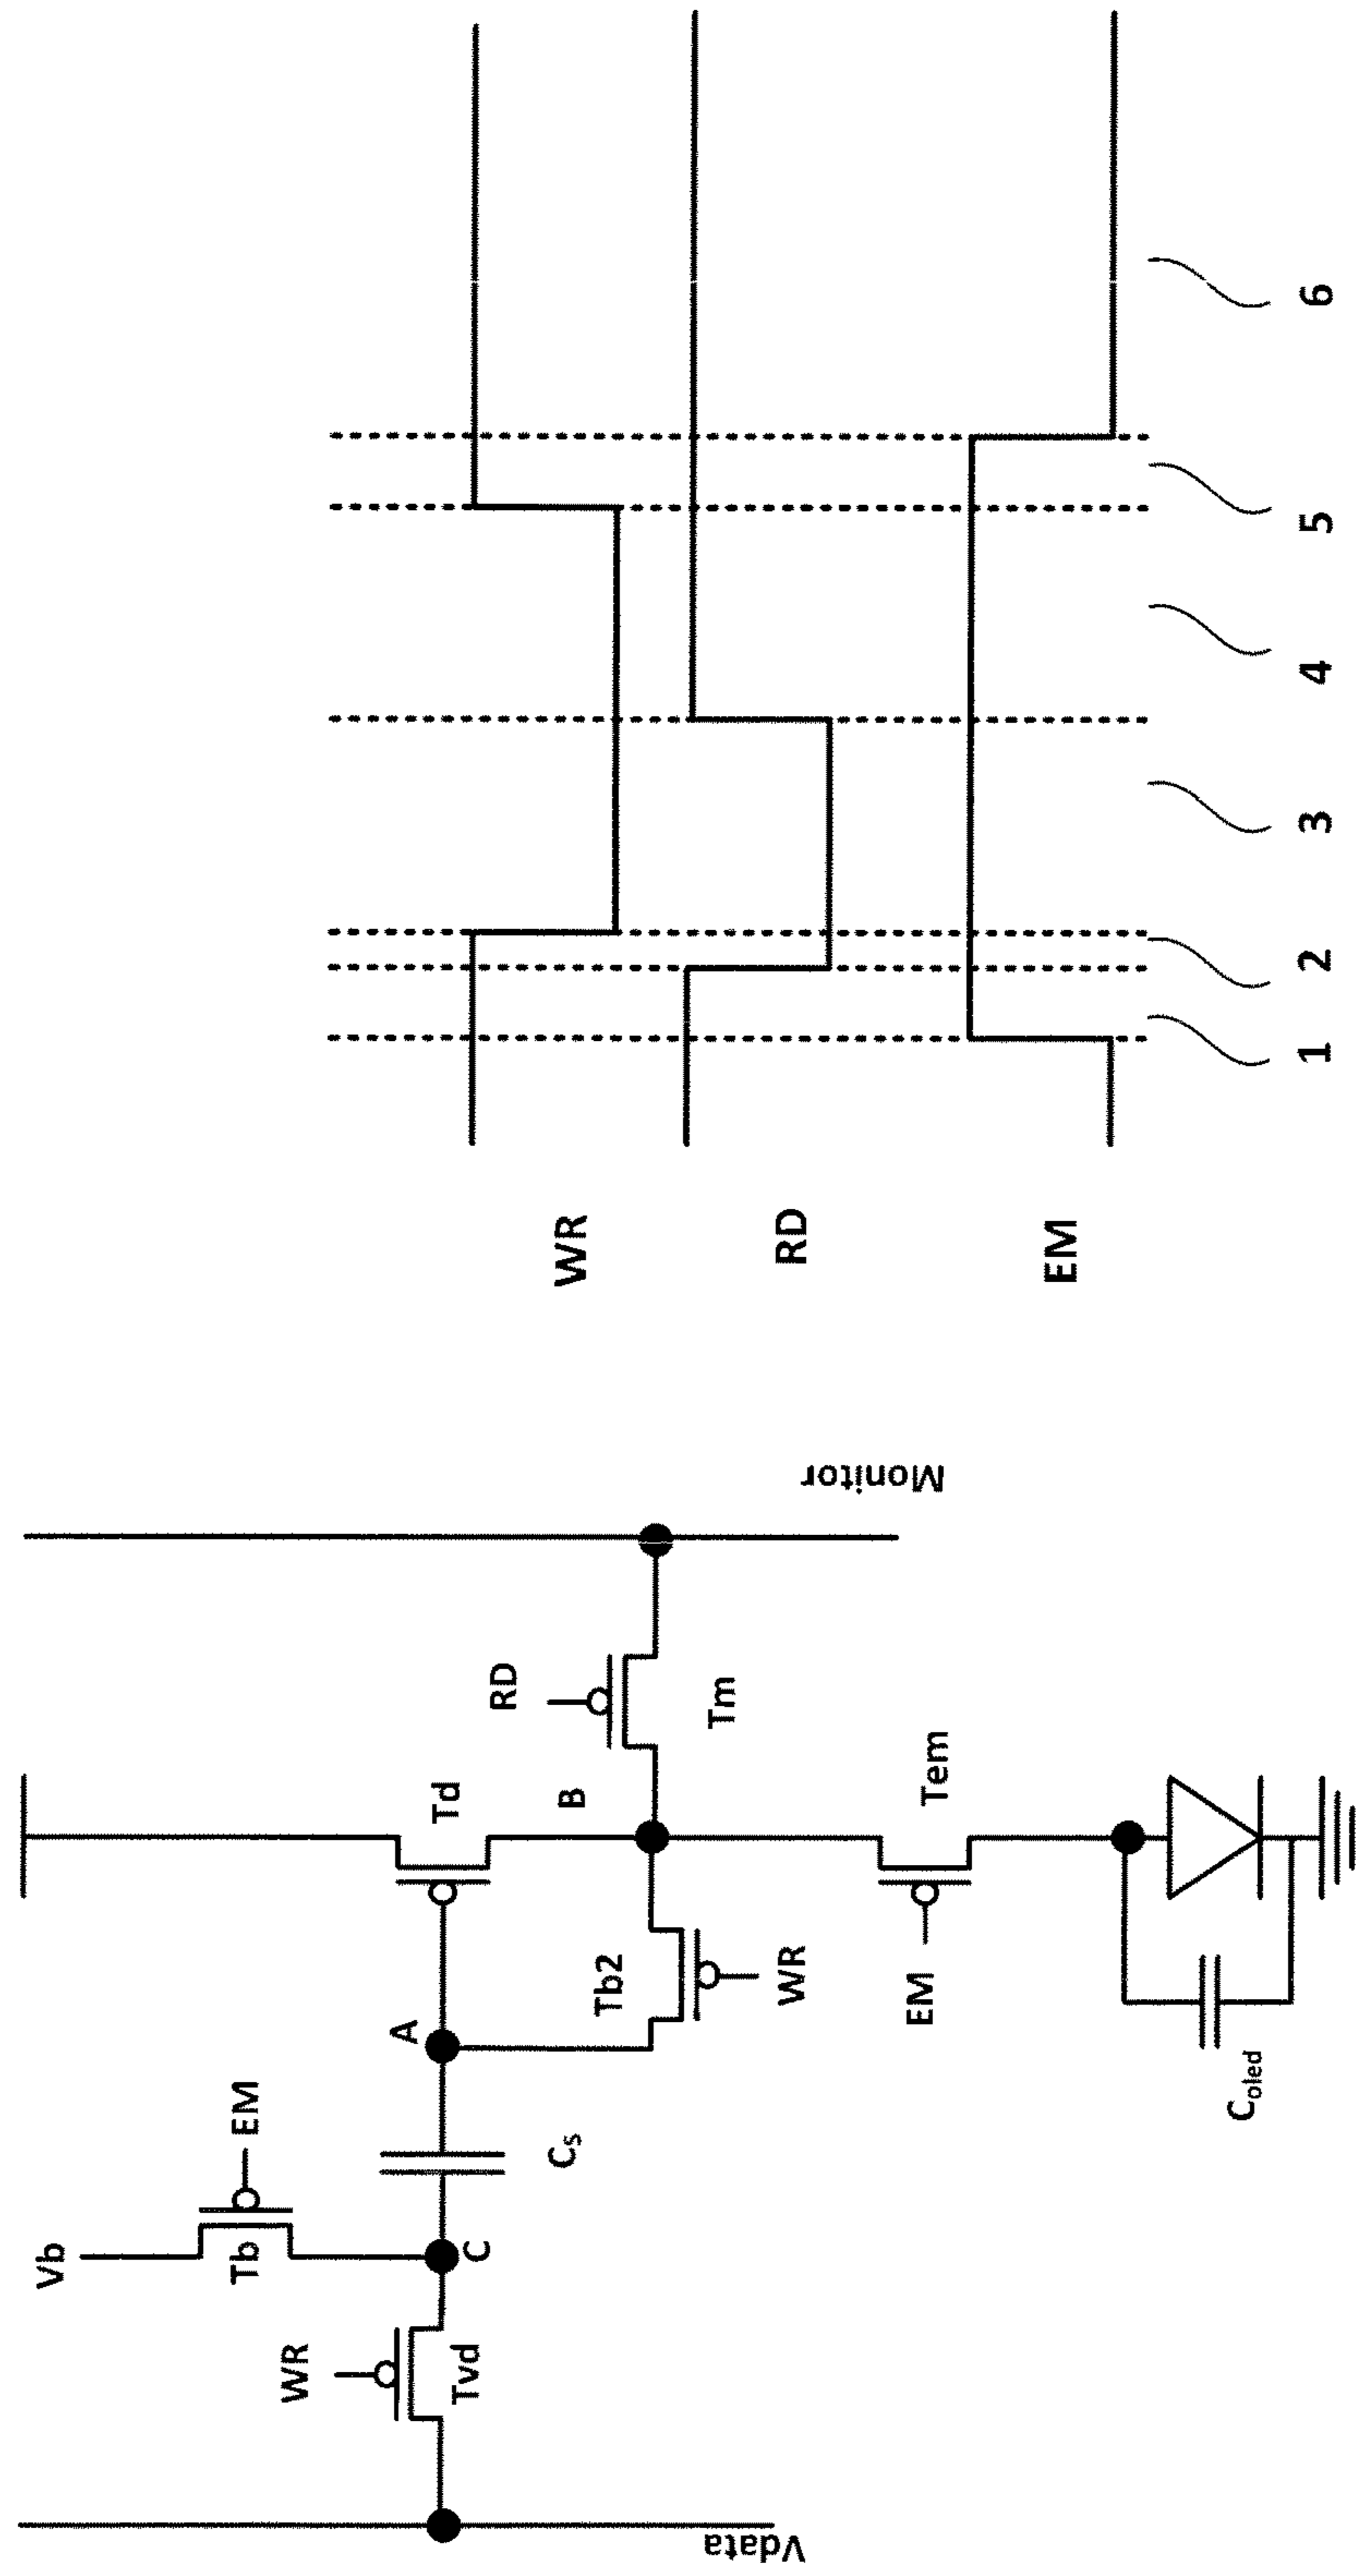 Vdata
WR
Tvd
Vb
Tb
EM
C
Cs
A
Tb2
WR
Td
B
RD
Tm
Monitor
EM
Tem
Coled
WR
RD
EM
1
2
3
4
5
6